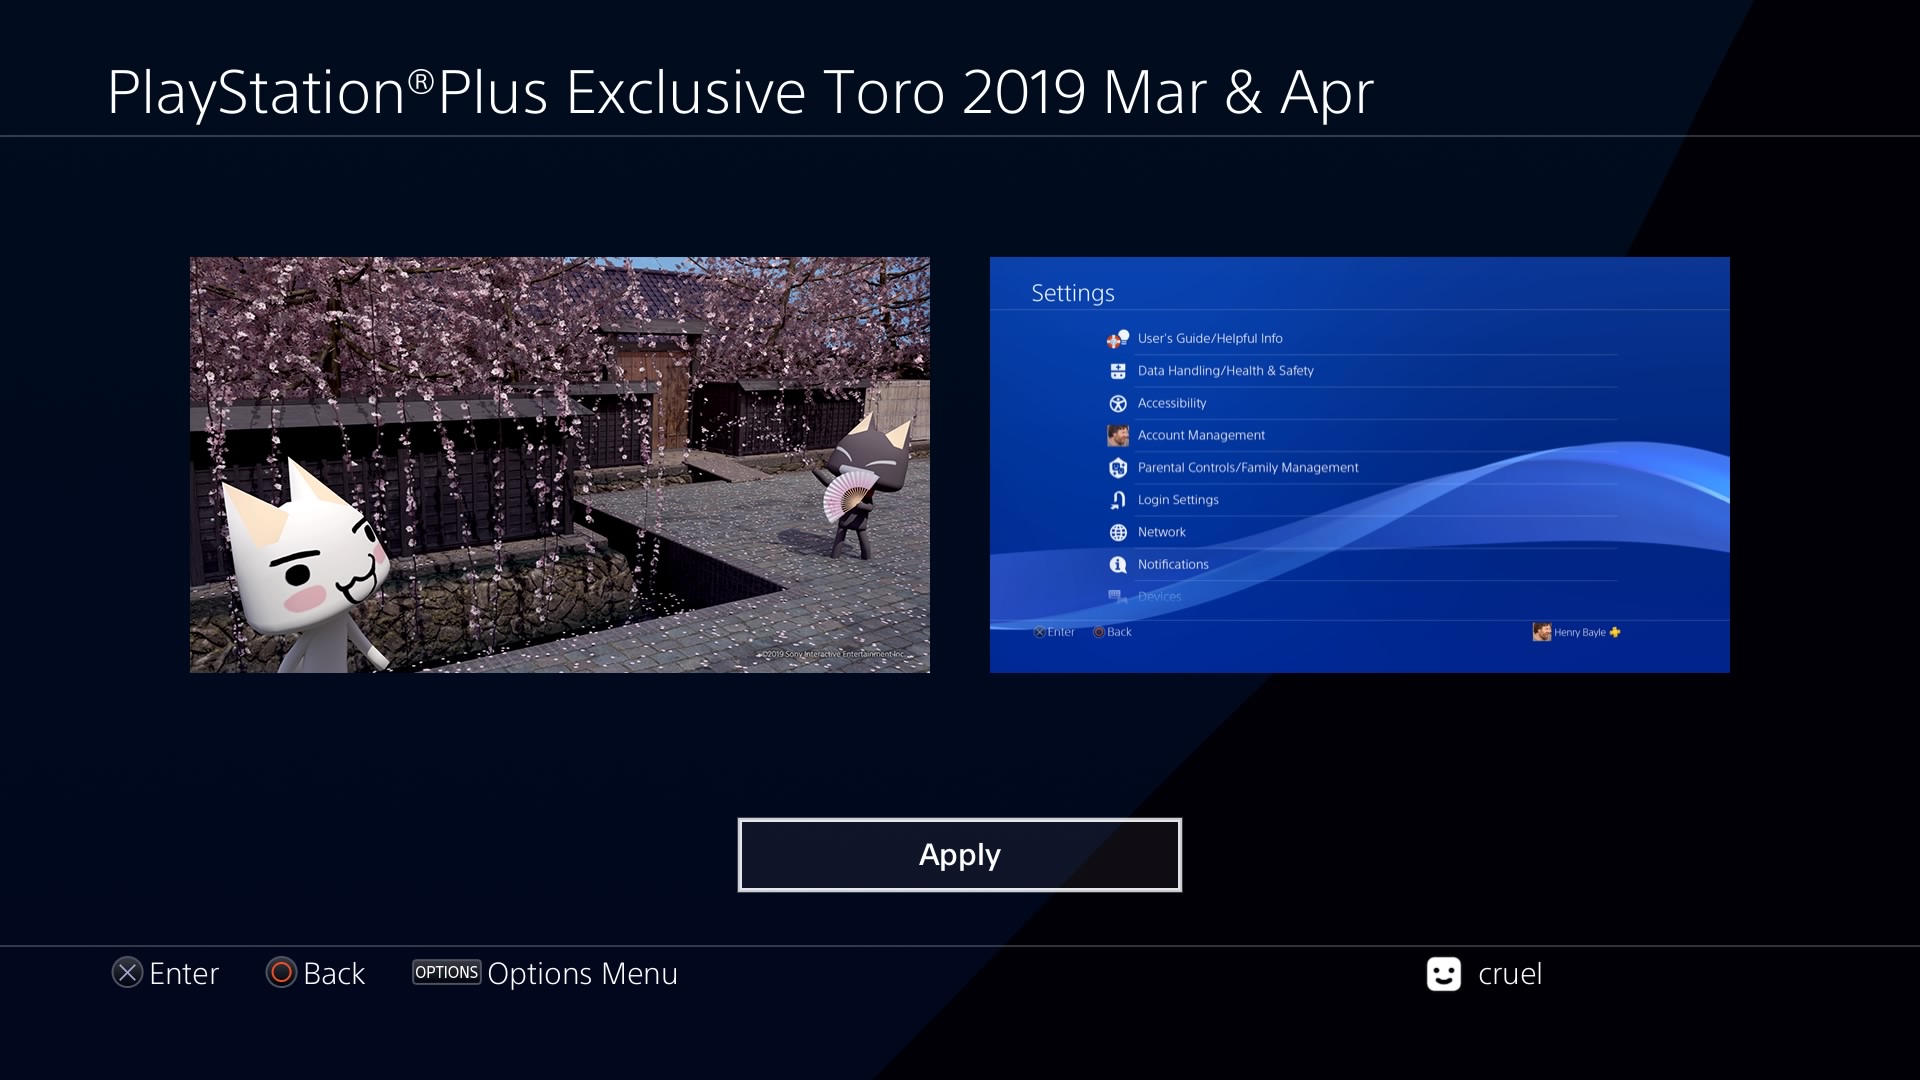 PlayStation®Plus Exclusive Toro 2019 Mar & Apr
©2019 Sony Interactive Entertainment Inc.
Settings
User's Guide/Helpful Info
Data Handling/Health & Safety
Accessibility
Account Management
Parental Controls/Family Management
Login Settings
Network
Notifications
Devices
Enter Back
Henry Bayle
Apply
Enter Back OPTIONS Options Menu
cruel